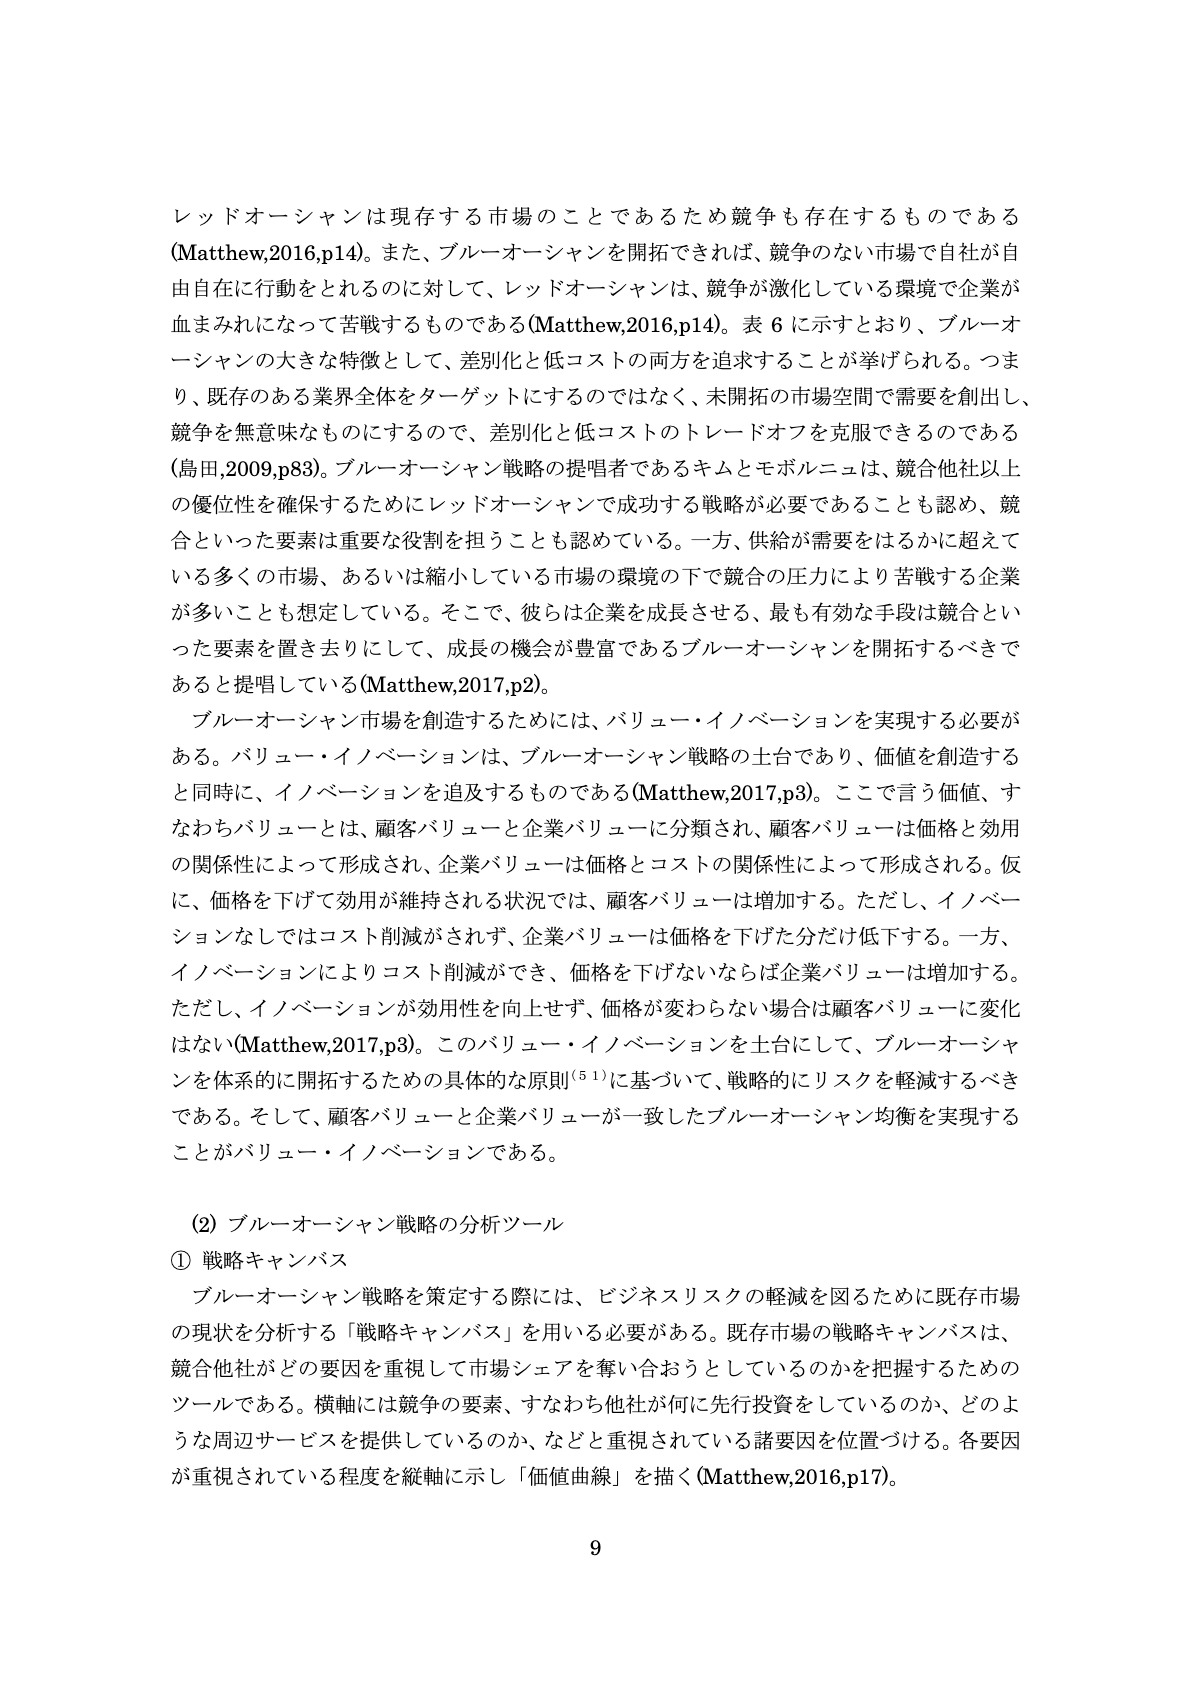 レッドオーシャンは現存する市場のことであるため競争も存在するものである
(Matthew,2016,p14)。また、ブルーオーシャンを開拓できれば、競争のない市場で自社が自
由自在に行動をとれるのに対して、レッドオーシャンは、競争が激化している環境で企業が
血まみれになって苦戦するものである(Matthew,2016,p14)。表 6 に示すとおり、ブルーオ
ーシャンの大きな特徴として、差別化と低コストの両方を追求することが挙げられる。つま
り、既存のある業界全体をターゲットにするのではなく、未開拓の市場空間で需要を創出し、
競争を無意味なものにするので、差別化と低コストのトレードオフを克服できるのである
(島田,2009,p83)。ブルーオーシャン戦略の提唱者であるキムとモボルニュは、競合他社以上
の優位性を確保するためにレッドオーシャンで成功する戦略が必要であることも認め、競
合といった要素は重要な役割を担うことも認めている。一方、供給が需要をはるかに超えて
いる多くの市場、あるいは縮小している市場の環境の下で競合の圧力により苦戦する企業
が多いことも想定している。そこで、彼らは企業を成長させる、最も有効な手段は競合とい
った要素を置き去りにして、成長の機会が豊富であるブルーオーシャンを開拓するべきで
あると提唱している(Matthew,2017,p2)。
ブルーオーシャン市場を創造するためには、バリュー・イノベーションを実現する必要が
ある。バリュー・イノベーションは、ブルーオーシャン戦略の土台であり、価値を創造する
と同時に、イノベーションを追及するものである(Matthew,2017,p3)。ここで言う価値、す
なわちバリューとは、顧客バリューと企業バリューに分類され、顧客バリューは価格と効用
の関係性によって形成され、企業バリューは価格とコストの関係性によって形成される。仮
に、価格を下げて効用が維持される状況では、顧客バリューは増加する。ただし、イノベー
ションなしではコスト削減がされず、企業バリューは価格を下げた分だけ低下する。一方、
イノベーションによりコスト削減ができ、価格を下げないならば企業バリューは増加する。
ただし、イノベーションが効用性を向上せず、価格が変わらない場合は顧客バリューに変化
はない(Matthew,2017,p3)。このバリュー・イノベーションを土台にして、ブルーオーシャ
ンを体系的に開拓するための具体的な原則(51)に基づいて、戦略的にリスクを軽減するべき
である。そして、顧客バリューと企業バリューが一致したブルーオーシャン均衡を実現する
ことがバリュー・イノベーションである。
(2) ブルーオーシャン戦略の分析ツール
① 戦略キャンバス
ブルーオーシャン戦略を策定する際には、ビジネスリスクの軽減を図るために既存市場
の現状を分析する「戦略キャンバス」を用いる必要がある。既存市場の戦略キャンバスは、
競合他社がどの要因を重視して市場シェアを奪い合おうとしているのかを把握するための
ツールである。横軸には競争の要素、すなわち他社が何に先行投資をしているのか、どのよ
うな周辺サービスを提供しているのか、などと重視されている諸要因を位置づける。各要因
が重視されている程度を縦軸に示し「価値曲線」を描く(Matthew,2016,p17)。
9